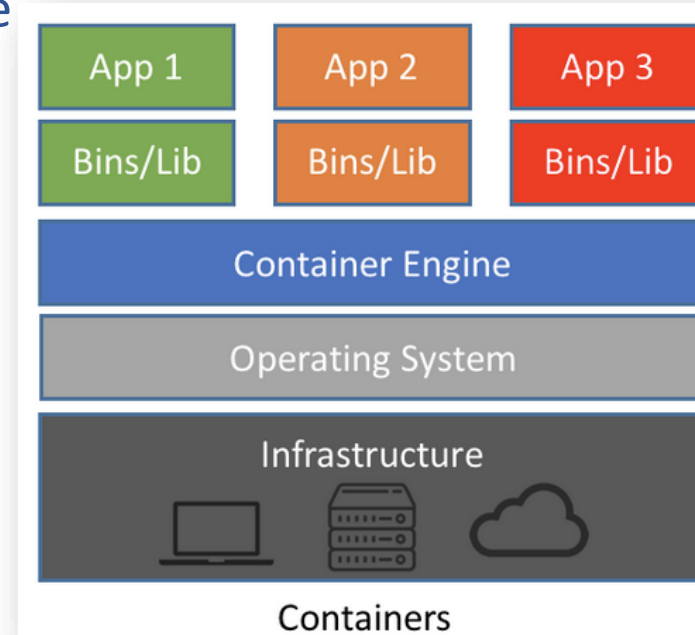 e
App 1 App 2 App 3
Bins/Lib Bins/Lib Bins/Lib
Container Engine
Operating System
Infrastructure
Containers